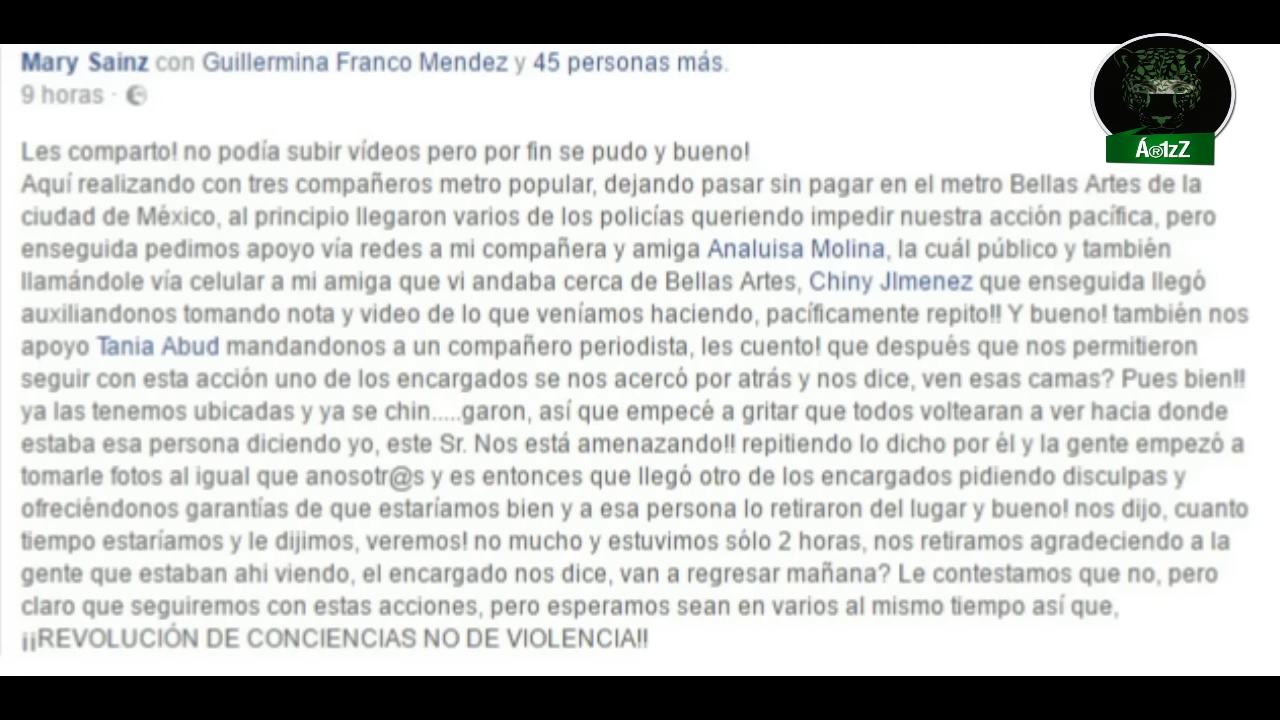 Mary Sainz con Guillermina Franco Mendez y 45 personas más.
9 horas ·
Les comparto! no podía subir vídeos pero por fin se pudo y bueno!
Aquí realizando con tres compañeros metro popular, dejando pasar sin pagar en el metro Bellas Artes de la
ciudad de México, al principio llegaron varios de los policías queriendo impedir nuestra acción pacífica, pero
enseguida pedimos apoyo vía redes a mi compañera y amiga Analuisa Molina, la cuál público y también
llamándole vía celular a mi amiga que vi andaba cerca de Bellas Artes, Chiny JImenez que enseguida llegó
auxiliandonos tomando nota y video de lo que veníamos haciendo, pacíficamente repito!! Y bueno! también nos
apoyo Tania Abud mandandonos a un compañero periodista, les cuento! que después que nos permitieron
seguir con esta acción uno de los encargados se nos acercó por atrás y nos dice, ven esas camas? Pues bien!!
ya las tenemos ubicadas y ya se chin.....garon, así que empecé a gritar que todos voltearan a ver hacia donde
estaba esa persona diciendo yo, este Sr. Nos está amenazando!! repitiendo lo dicho por él y la gente empezó a
tomarle fotos al igual que anosotr@s y es entonces que llegó otro de los encargados pidiendo disculpas y
ofreciéndonos garantías de que estaríamos bien y a esa persona lo retiraron del lugar y bueno! nos dijo, cuanto
tiempo estaríamos y le dijimos, veremos! no mucho y estuvimos sólo 2 horas, nos retiramos agradeciendo a la
gente que estaban ahi viendo, el encargado nos dice, van a regresar mañana? Le contestamos que no, pero
claro que seguiremos con estas acciones, pero esperamos sean en varios al mismo tiempo así que,
¡¡REVOLUCIÓN DE CONCIENCIAS NO DE VIOLENCIA!!
Á®1zZ